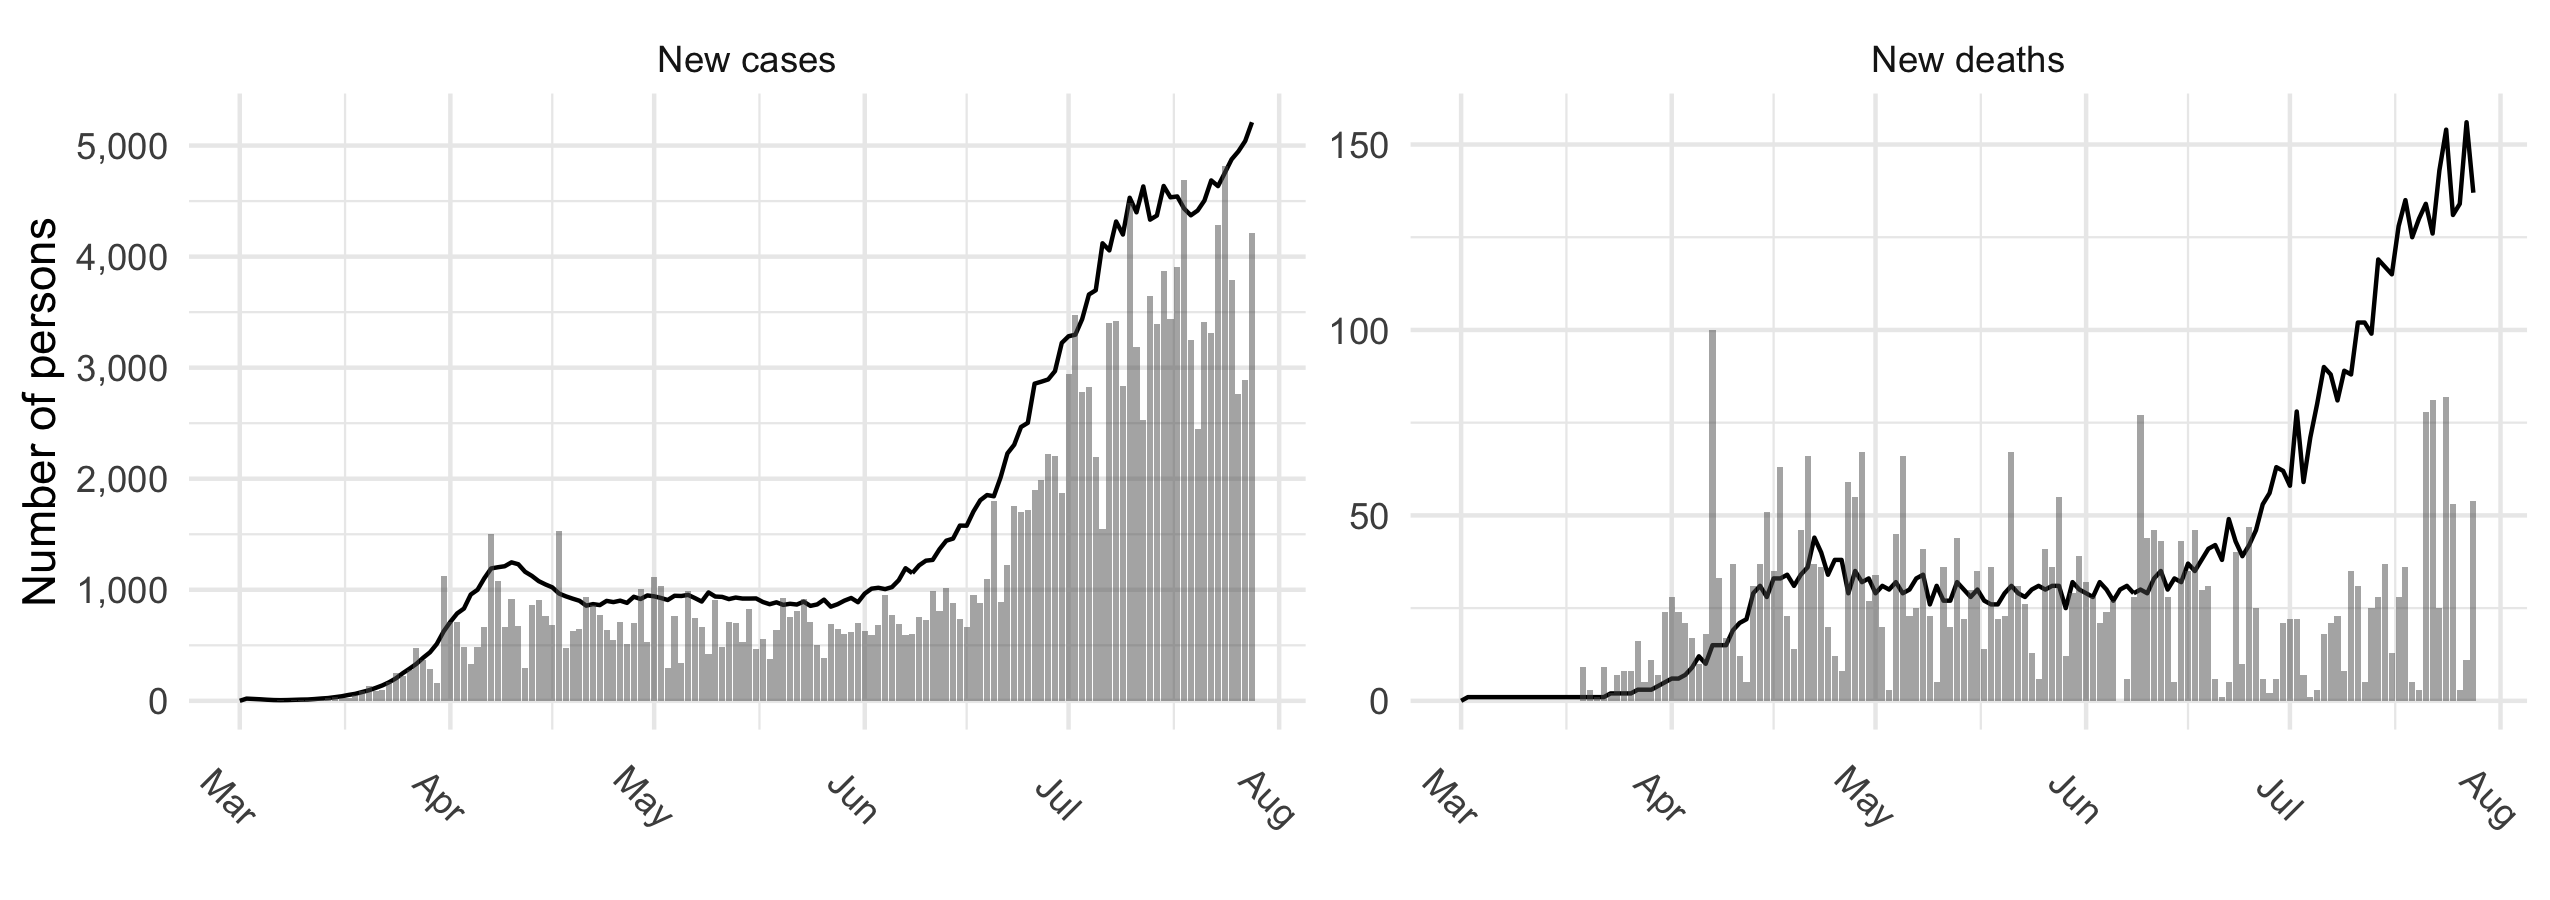 New cases
New deaths
Number of persons
5,000
4,000
3,000
2,000
1,000
0
Mar
Apr
May
Jun
Jul
Aug
150
100
50
0
Mar
Apr
May
Jun
Jul
Aug